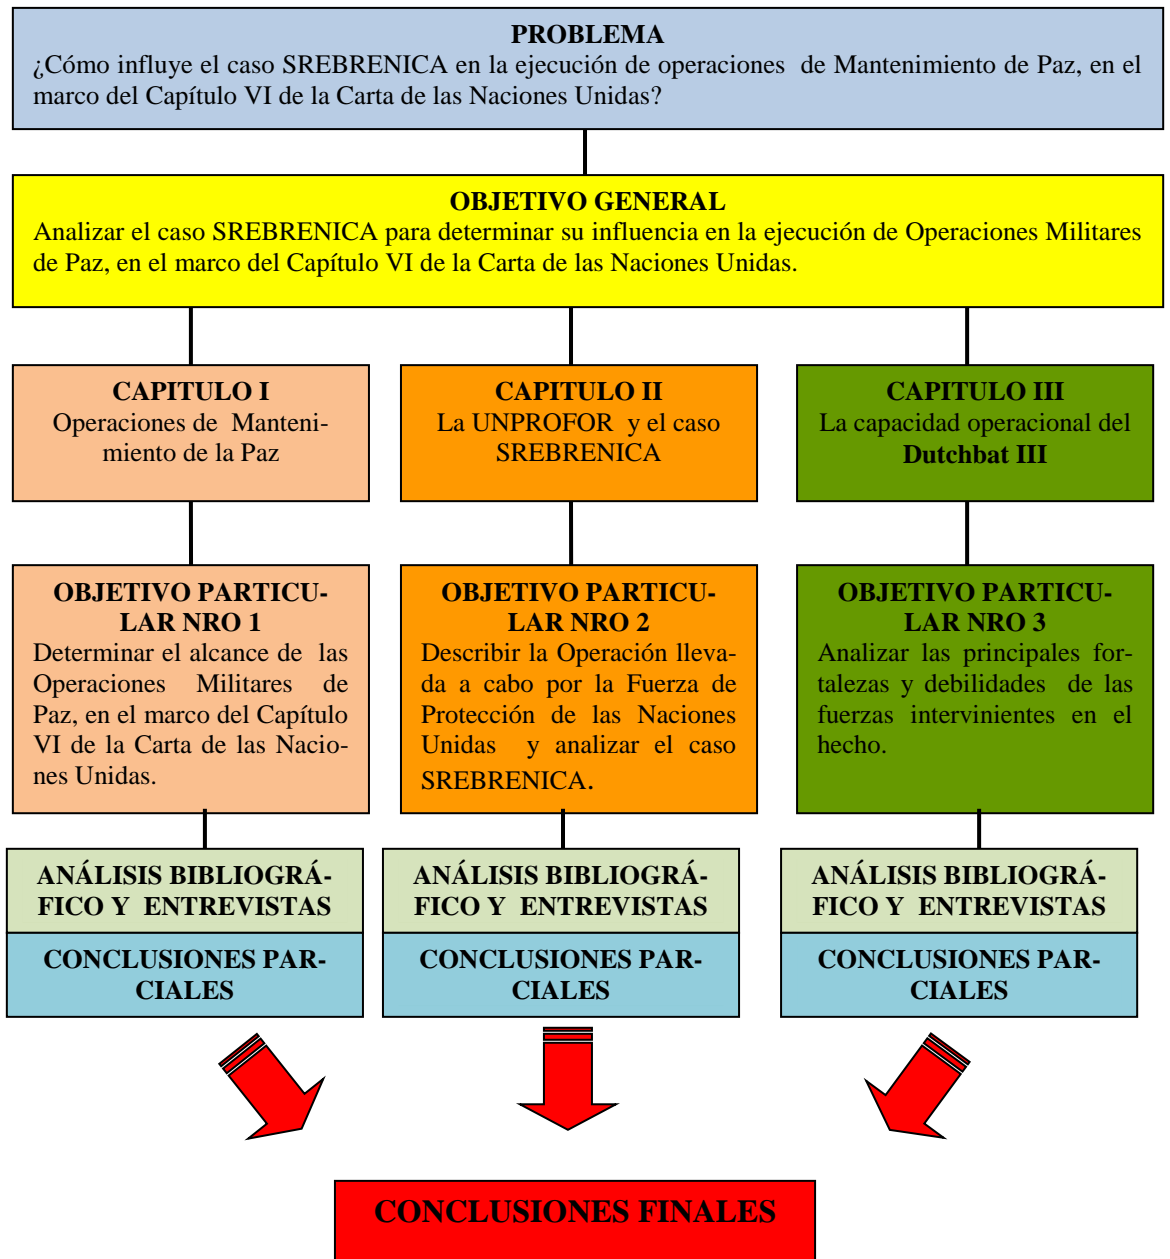 PROBLEMA
¿Cómo influye el caso SREBRENICA en la ejecución de operaciones de Mantenimiento de Paz, en el
marco del Capítulo VI de la Carta de las Naciones Unidas?
OBJETIVO GENERAL
Analizar el caso SREBRENICA para determinar su influencia en la ejecución de Operaciones Militares
de Paz, en el marco del Capítulo VI de la Carta de las Naciones Unidas.
CAPITULO I
Operaciones de Manteni-
miento de la Paz
CAPITULO II
La UNPROFOR y el caso
SREBRENICA
CAPITULO III
La capacidad operacional del
Dutchbat III
OBJETIVO PARTICU-
LAR NRO 1
Determinar el alcance de las
Operaciones Militares de
Paz, en el marco del Capítulo
VI de la Carta de las Nacio-
nes Unidas.
OBJETIVO PARTICU-
LAR NRO 2
Describir la Operación lleva-
da a cabo por la Fuerza de
Protección de las Naciones
Unidas y analizar el caso
SREBRENICA.
OBJETIVO PARTICU-
LAR NRO 3
Analizar las principales for-
talezas y debilidades de las
fuerzas intervinientes en el
hecho.
ANÁLISIS BIBLIOGRÁ-
FICO Y ENTREVISTAS
CONCLUSIONES PAR-
CIALES
ANÁLISIS BIBLIOGRÁ-
FICO Y ENTREVISTAS
CONCLUSIONES PAR-
CIALES
ANÁLISIS BIBLIOGRÁ-
FICO Y ENTREVISTAS
CONCLUSIONES PAR-
CIALES
CONCLUSIONES FINALES